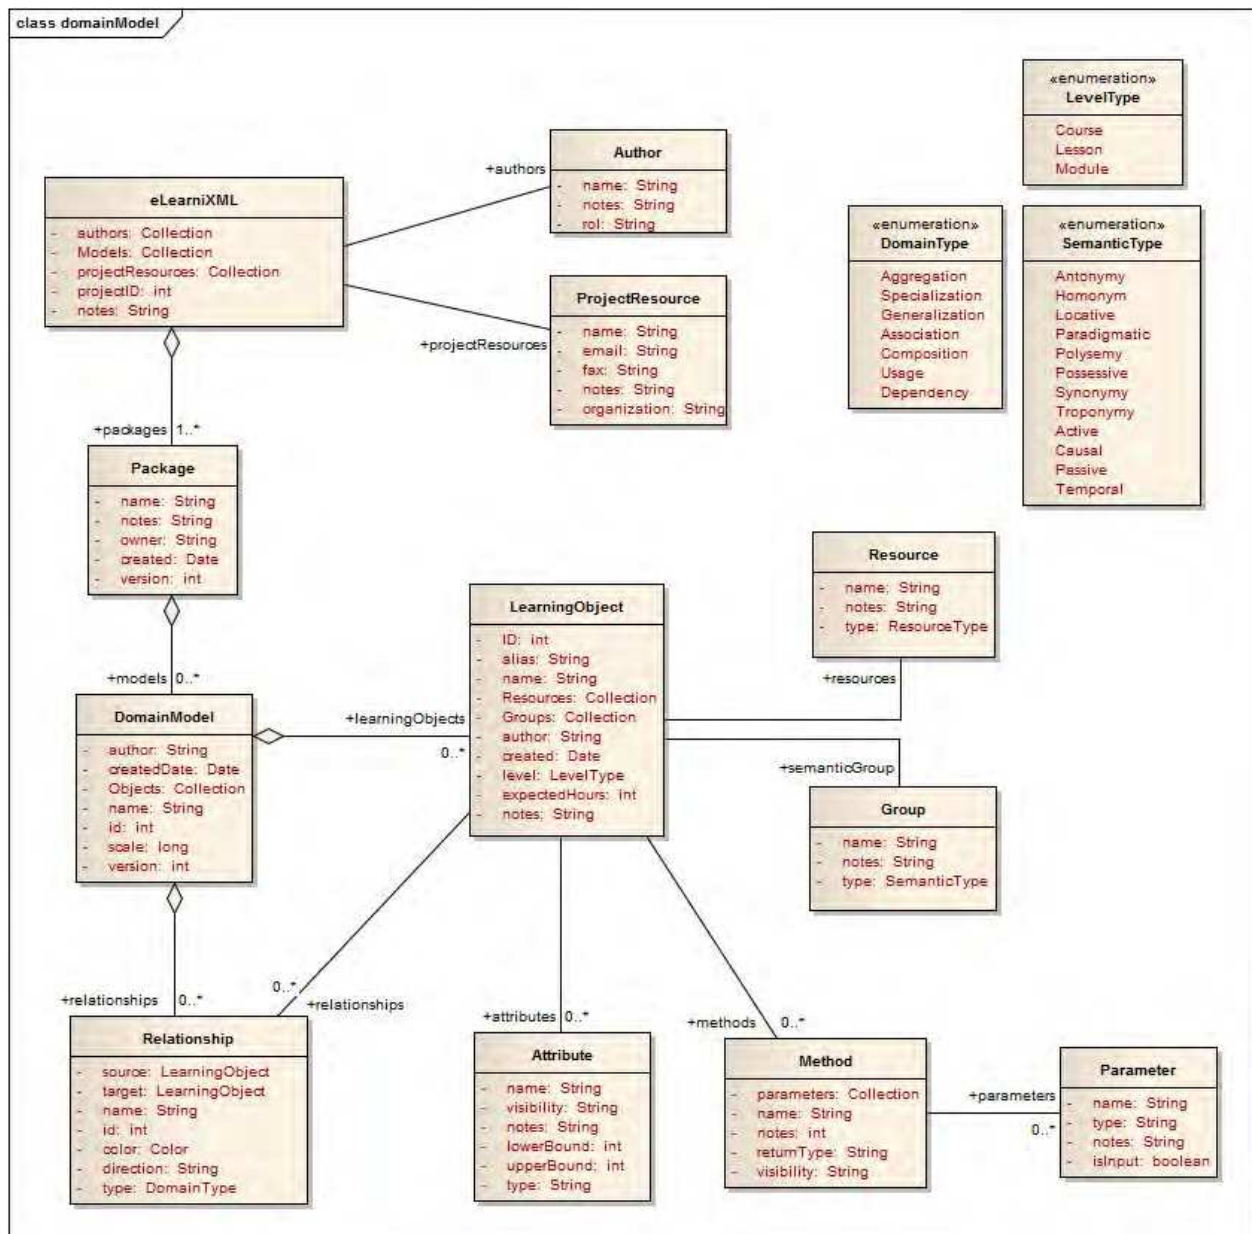 class domainModel
«enumeration»
LevelType
Course
Lesson
Module
Author
- name: String
- notes: String
- rol: String
+authors
eLearniXML
- authors: Collection
- Models: Collection
- projectResources: Collection
- projectID: int
- notes: String
«enumeration»
DomainType
Aggregation
Specialization
Generalization
Association
Composition
Usage
Dependency
«enumeration»
SemanticType
Antonymy
Homonym
Locative
Paradigmatic
Polysemy
Possessive
Synonymy
Troponymy
Active
Causal
Passive
Temporal
ProjectResource
- name: String
- email: String
- fax: String
- notes: String
- organization: String
+projectResources
+packages 1..*
Package
- name: String
- notes: String
- owner: String
- created: Date
- version: int
+models 0..*
DomainModel
- author: String
- createdDate: Date
- Objects: Collection
- name: String
- id: int
- scale: long
- version: int
+learningObjects
0..*
LearningObject
- ID: int
- alias: String
- name: String
- Resources: Collection
- Groups: Collection
- author: String
- created: Date
- level: LevelType
- expectedHours: int
- notes: String
Resource
- name: String
- notes: String
- type: ResourceType
+resources
+semanticGroup
Group
- name: String
- notes: String
- type: SemanticType
+relationships 0..*
0..*
+relationships
Relationship
- source: LearningObject
- target: LearningObject
- name: String
- id: int
- color: Color
- direction: String
- type: DomainType
+attributes 0..*
Attribute
- name: String
- visibility: String
- notes: String
- lowerBound: int
- upperBound: int
- type: String
+methods 0..*
Method
- parameters: Collection
- name: String
- notes: int
- returnType: String
- visibility: String
+parameters
0..*
Parameter
- name: String
- type: String
- notes: String
- isInput: boolean